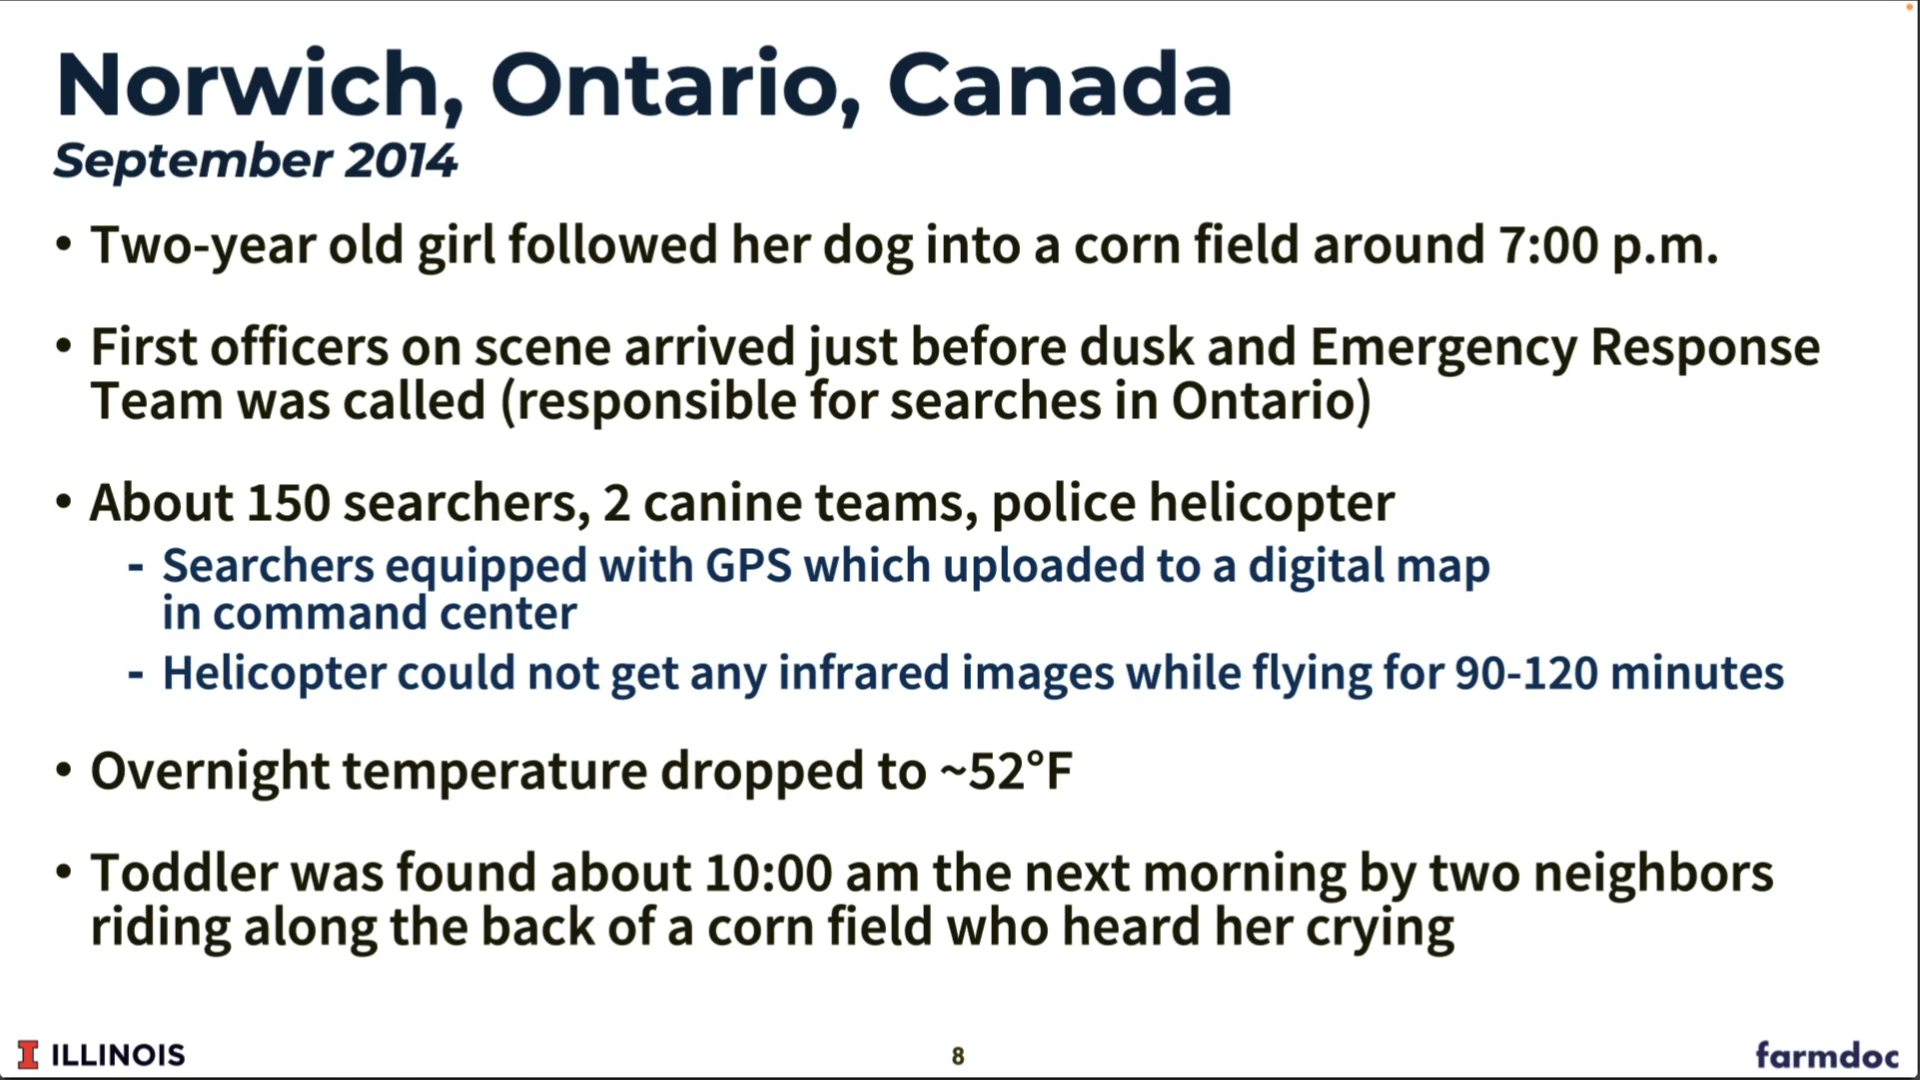 Norwich, Ontario, Canada
September 2014
• Two-year old girl followed her dog into a corn field around 7:00 p.m.
• First officers on scene arrived just before dusk and Emergency Response
Team was called (responsible for searches in Ontario)
• About 150 searchers, 2 canine teams, police helicopter
- Searchers equipped with GPS which uploaded to a digital map
in command center
- Helicopter could not get any infrared images while flying for 90-120 minutes
• Overnight temperature dropped to ~52°F
• Toddler was found about 10:00 am the next morning by two neighbors
riding along the back of a corn field who heard her crying
I ILLINOIS
8
farmdoc